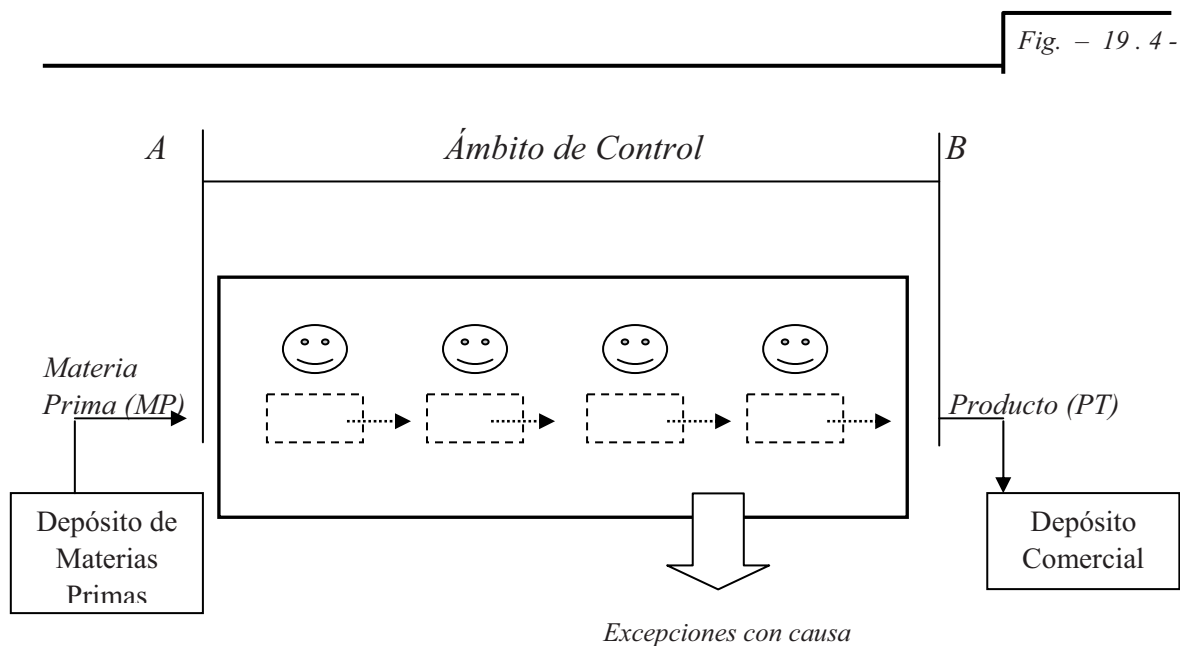 Fig. – 19 . 4 -
A
Ámbito de Control
B
Materia
Prima (MP)
Producto (PT)
Depósito de
Materias
Primas
Depósito
Comercial
Excepciones con causa